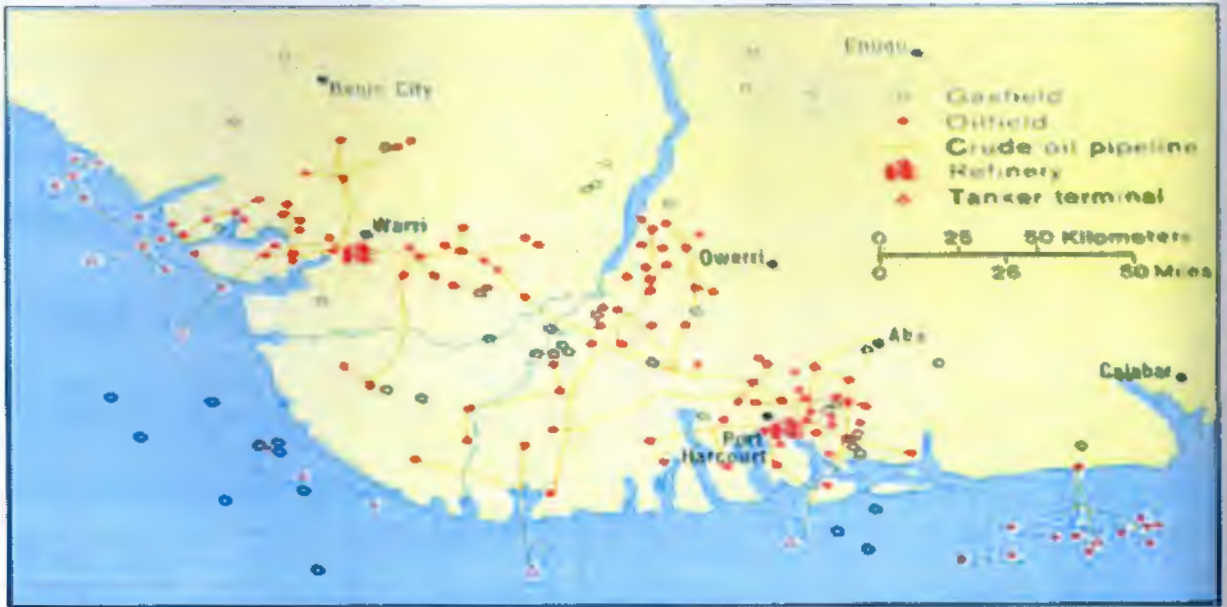 Enugu
Benin City
Gasfield
Oilfield
Crude oil pipeline
Refinery
Tanker terminal
Warri
0 25 50 Kilometers
0 25 50 Miles
Owerri
Aba
Calabar
Port
Harcourt